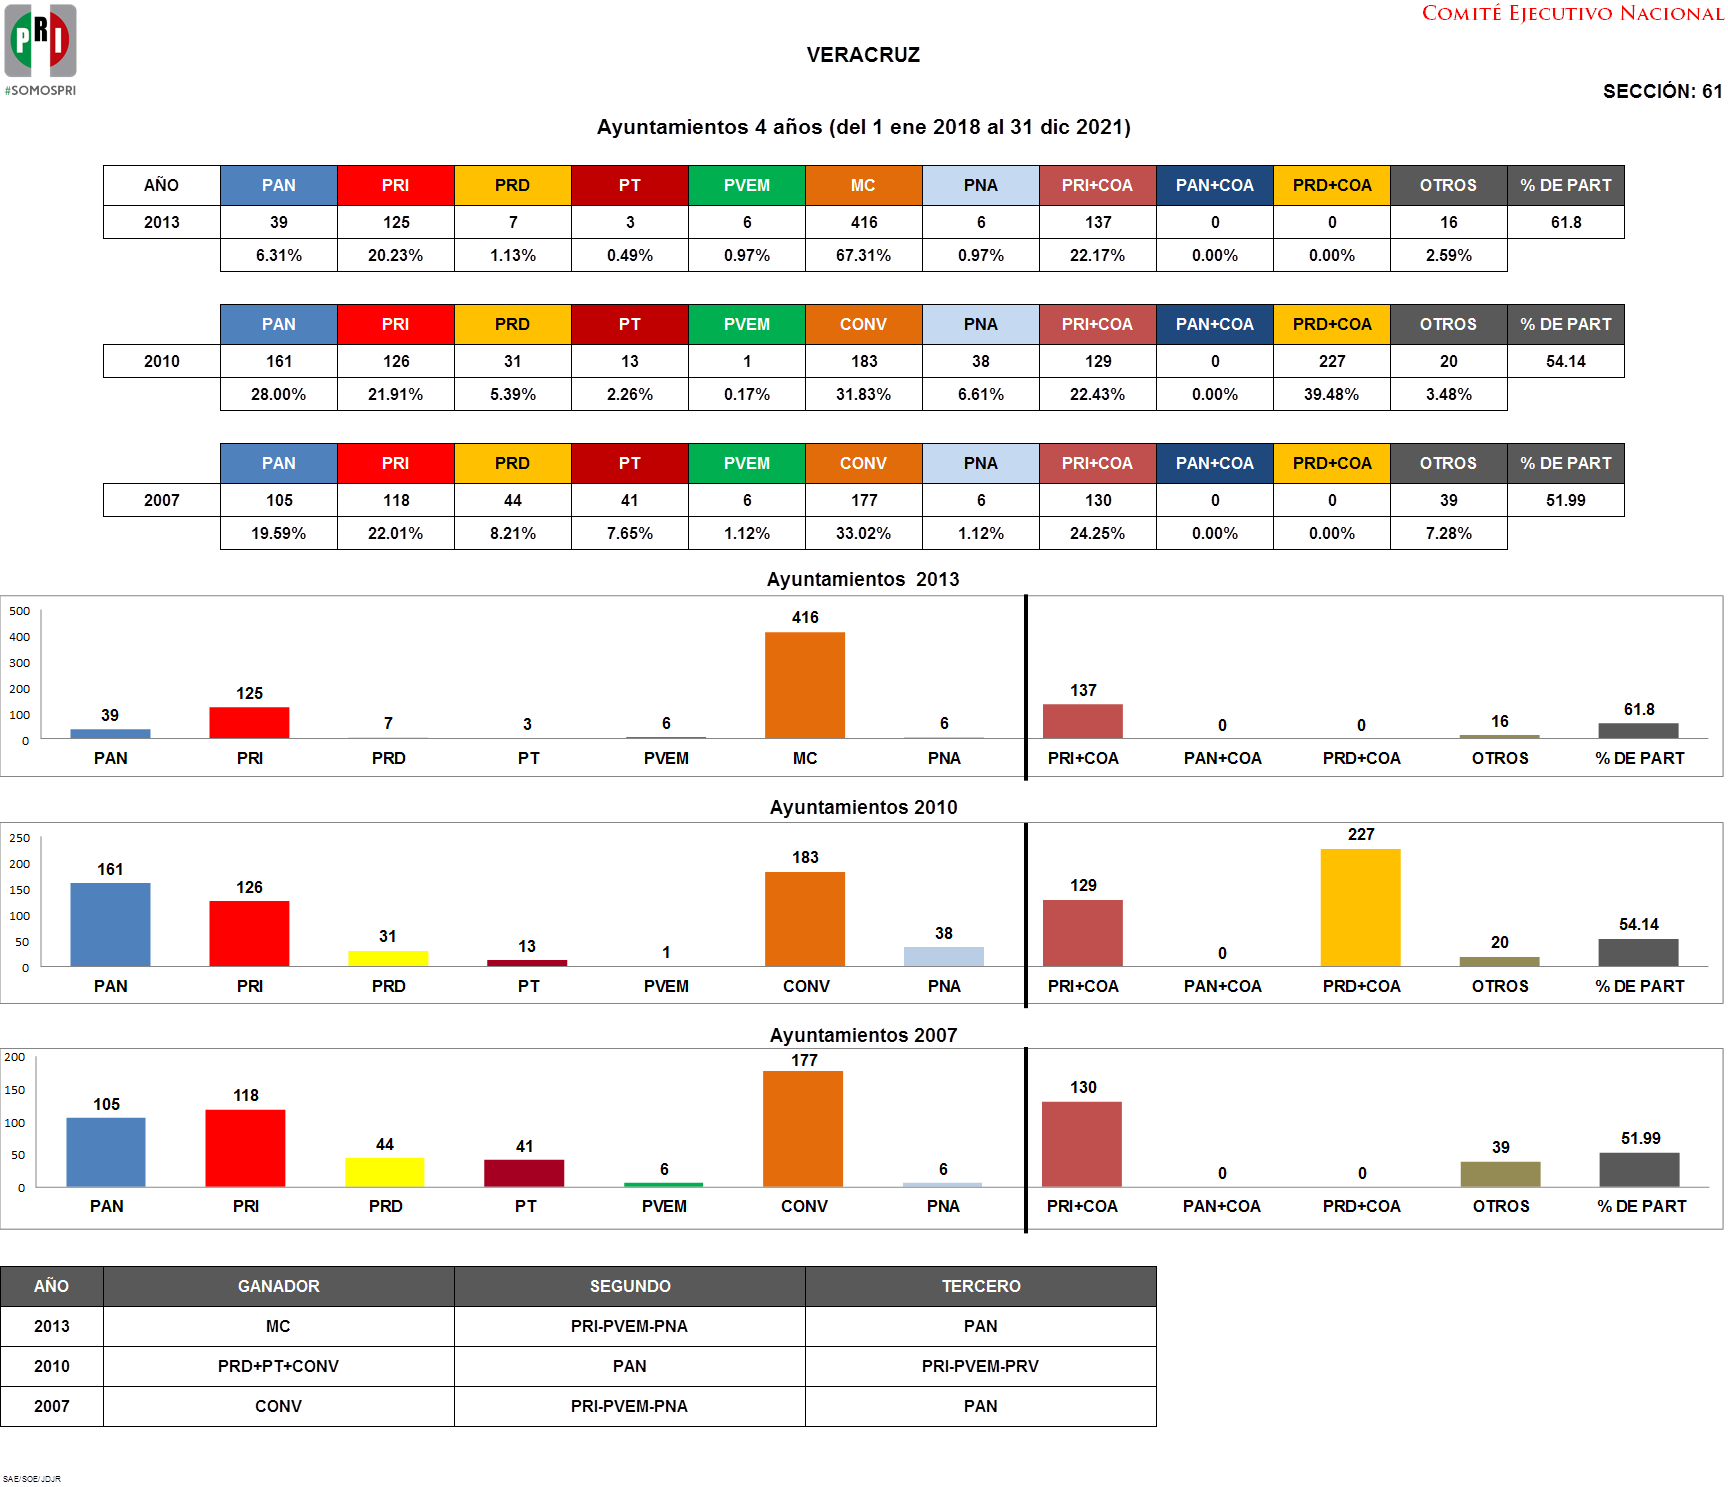 COMITÉ EJECUTIVO NACIONAL
PRI
#SOMOSPRI
VERACRUZ
SECCIÓN: 61
Ayuntamientos 4 años (del 1 ene 2018 al 31 dic 2021)
AÑO PAN PRI PRD PT PVEM MC PNA PRI+COA PAN+COA PRD+COA OTROS % DE PART
2013 39 125 7 3 6 416 6 137 0 0 16 61.8
6.31% 20.23% 1.13% 0.49% 0.97% 67.31% 0.97% 22.17% 0.00% 0.00% 2.59%
PAN PRI PRD PT PVEM CONV PNA PRI+COA PAN+COA PRD+COA OTROS % DE PART
2010 161 126 31 13 1 183 38 129 0 227 20 54.14
28.00% 21.91% 5.39% 2.26% 0.17% 31.83% 6.61% 22.43% 0.00% 39.48% 3.48%
PAN PRI PRD PT PVEM CONV PNA PRI+COA PAN+COA PRD+COA OTROS % DE PART
2007 105 118 44 41 6 177 6 130 0 0 39 51.99
19.59% 22.01% 8.21% 7.65% 1.12% 33.02% 1.12% 24.25% 0.00% 0.00% 7.28%
Ayuntamientos 2013
500
400
300
200
100
0
39 125 7 3 6 416 6 137 0 0 16 61.8
PAN PRI PRD PT PVEM MC PNA PRI+COA PAN+COA PRD+COA OTROS % DE PART
Ayuntamientos 2010
250
200
150
100
50
0
161 126 31 13 1 183 38 129 0 227 20 54.14
PAN PRI PRD PT PVEM CONV PNA PRI+COA PAN+COA PRD+COA OTROS % DE PART
Ayuntamientos 2007
200
150
100
50
0
105 118 44 41 6 177 6 130 0 0 39 51.99
PAN PRI PRD PT PVEM CONV PNA PRI+COA PAN+COA PRD+COA OTROS % DE PART
AÑO GANADOR SEGUNDO TERCERO
2013 MC PRI-PVEM-PNA PAN
2010 PRD+PT+CONV PAN PRI-PVEM-PRV
2007 CONV PRI-PVEM-PNA PAN
SAE/SOE/JDJR